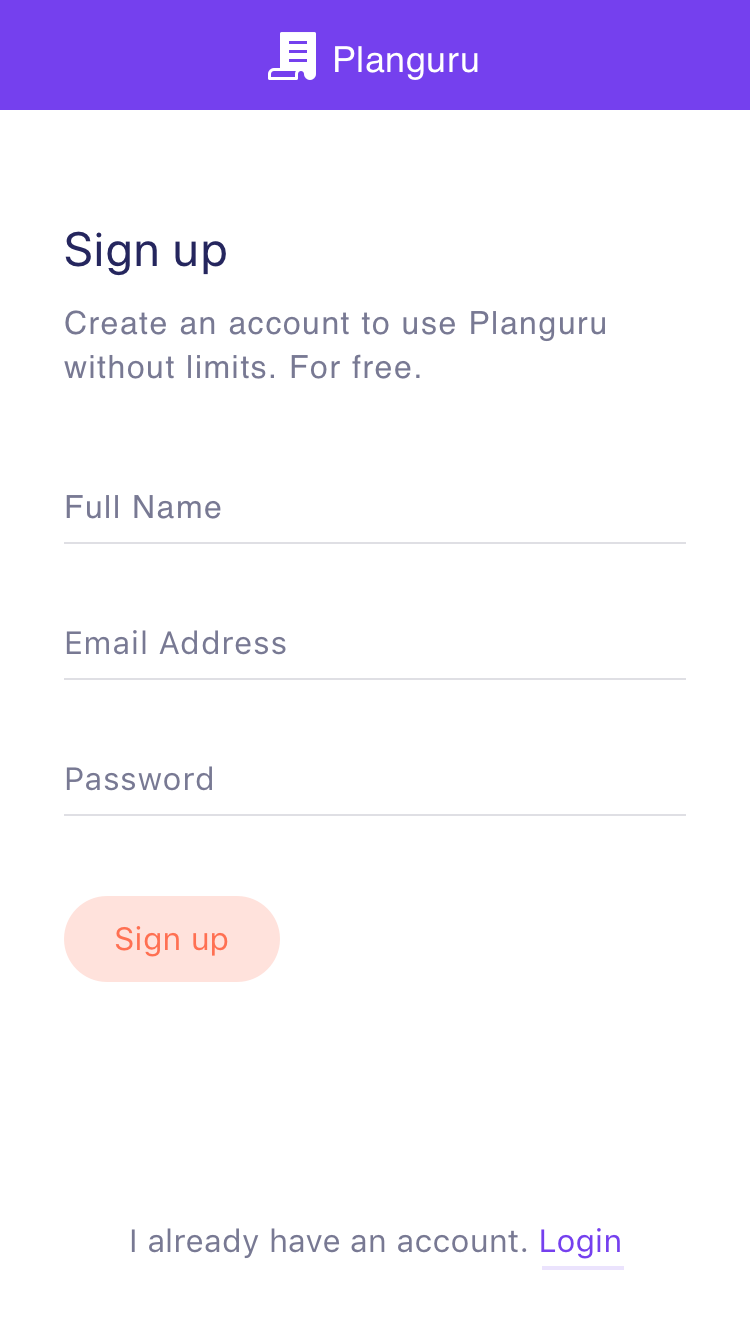 Planguru
Sign up
Create an account to use Planguru
without limits. For free.
Full Name
Email Address
Password
Sign up
I already have an account. Login